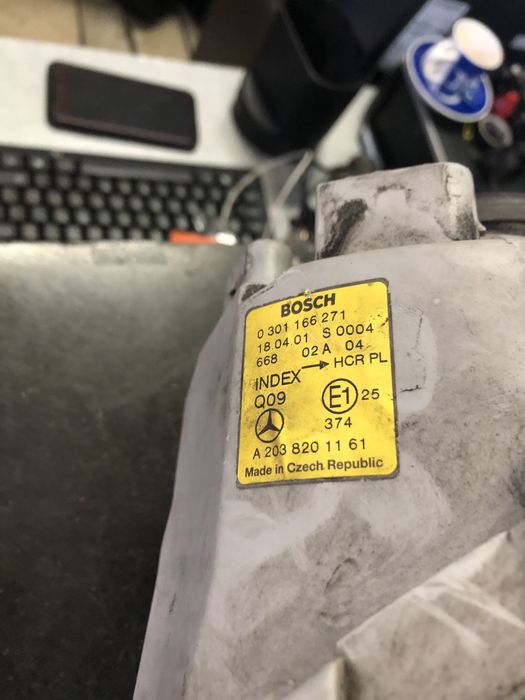 BOSCH
0 301 166 271
18.04.01 S 0004
668 02 A 04
INDEX → HCR PL
Q09 E1 25
374
A 203 820 11 61
Made in Czech Republic